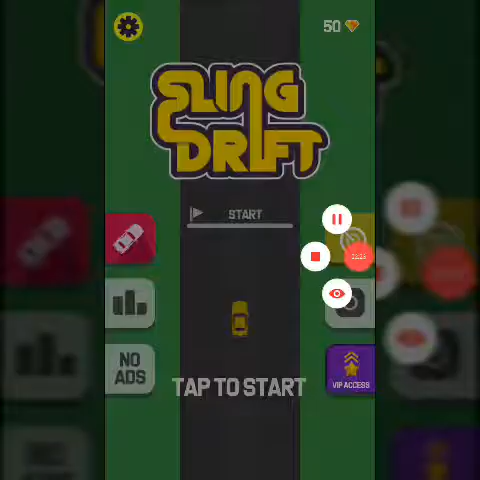 50
SLING
DRIFT
START
NO
ADS
VIP ACCESS
TAP TO START